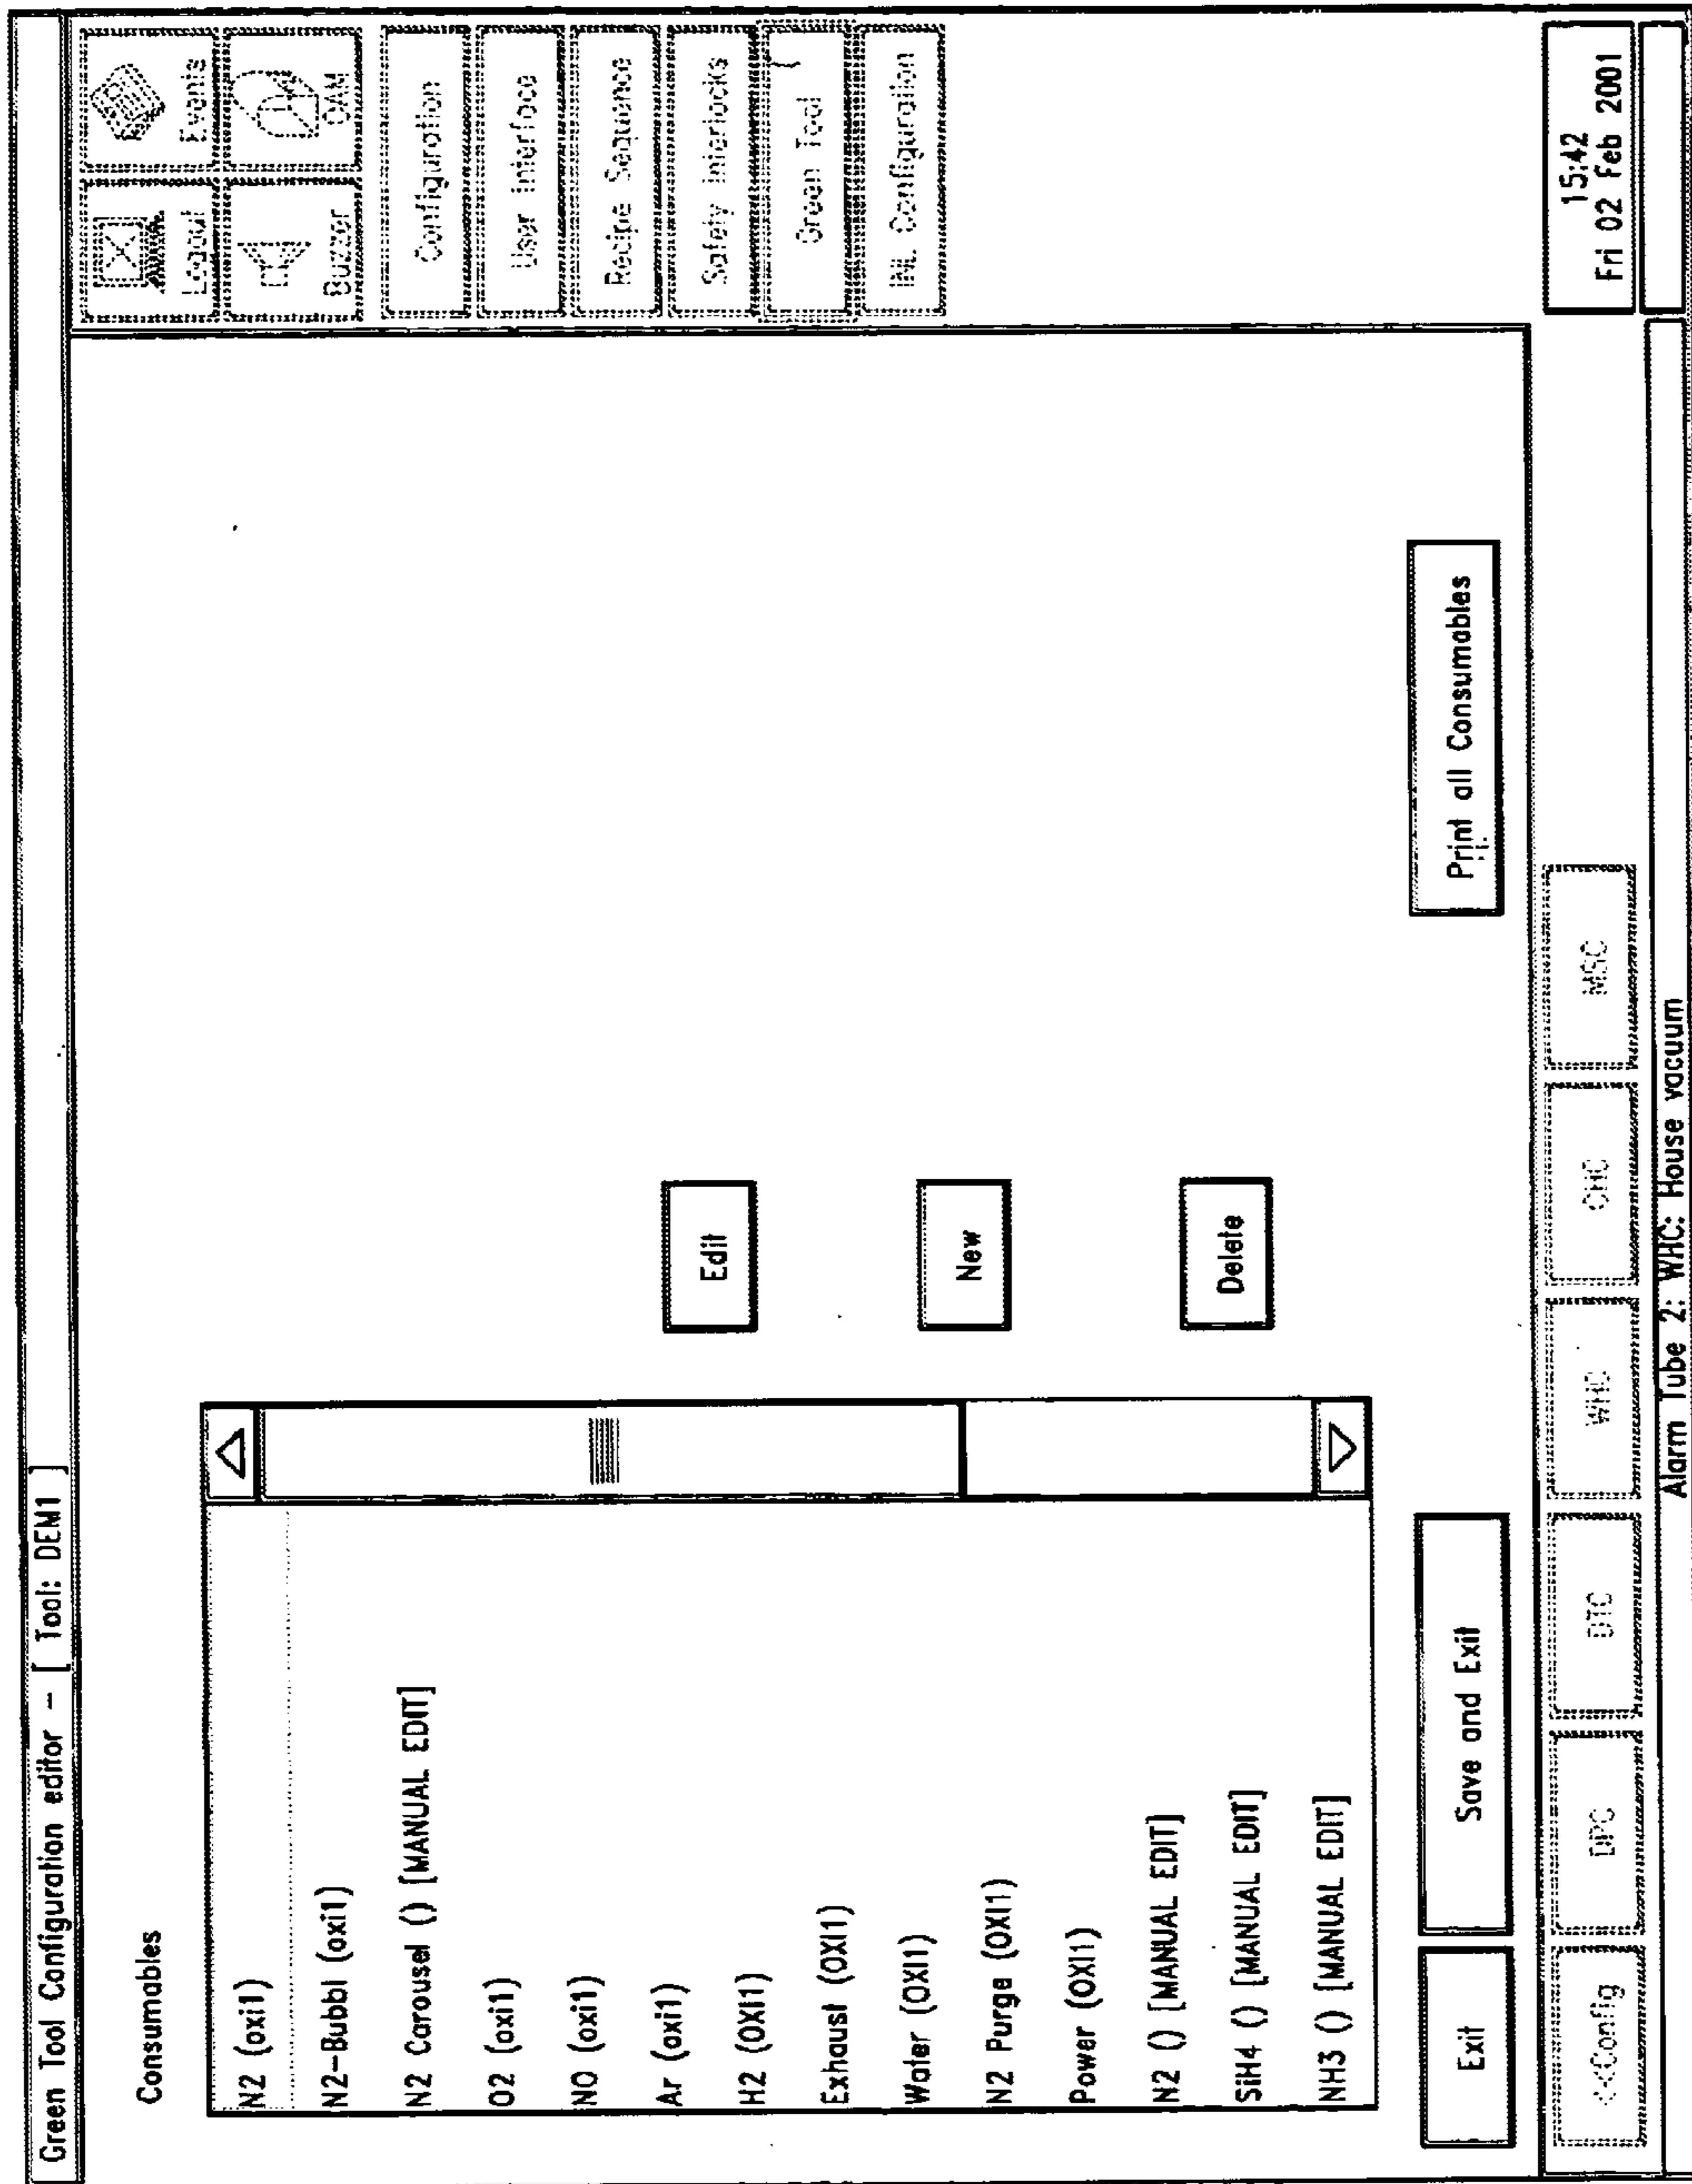 Green Tool Configuration editor - [ Tool: DEM1 ]
Consumables
N2 (oxi1)
N2-Bubbl (oxi1)
N2 Carousel () [MANUAL EDIT]
O2 (oxi1)
NO (oxi1)
Ar (oxi1)
H2 (OXI1)
Exhaust (OXI1)
Water (OXI1)
N2 Purge (OXI1)
Power (OXI1)
N2 () [MANUAL EDIT]
SiH4 () [MANUAL EDIT]
NH3 () [MANUAL EDIT]
Edit
New
Delete
Exit
Save and Exit
Print all Consumables
Logout
Events
Buzzer
OAM
Configuration
User Interface
Recipe Sequence
Safety Interlocks
Green Tool
INL Configuration
<-Config
DPC
DTC
WHC
CHC
MSC
15:42
Fri 02 Feb 2001
Alarm Tube 2: WHC: House vacuum